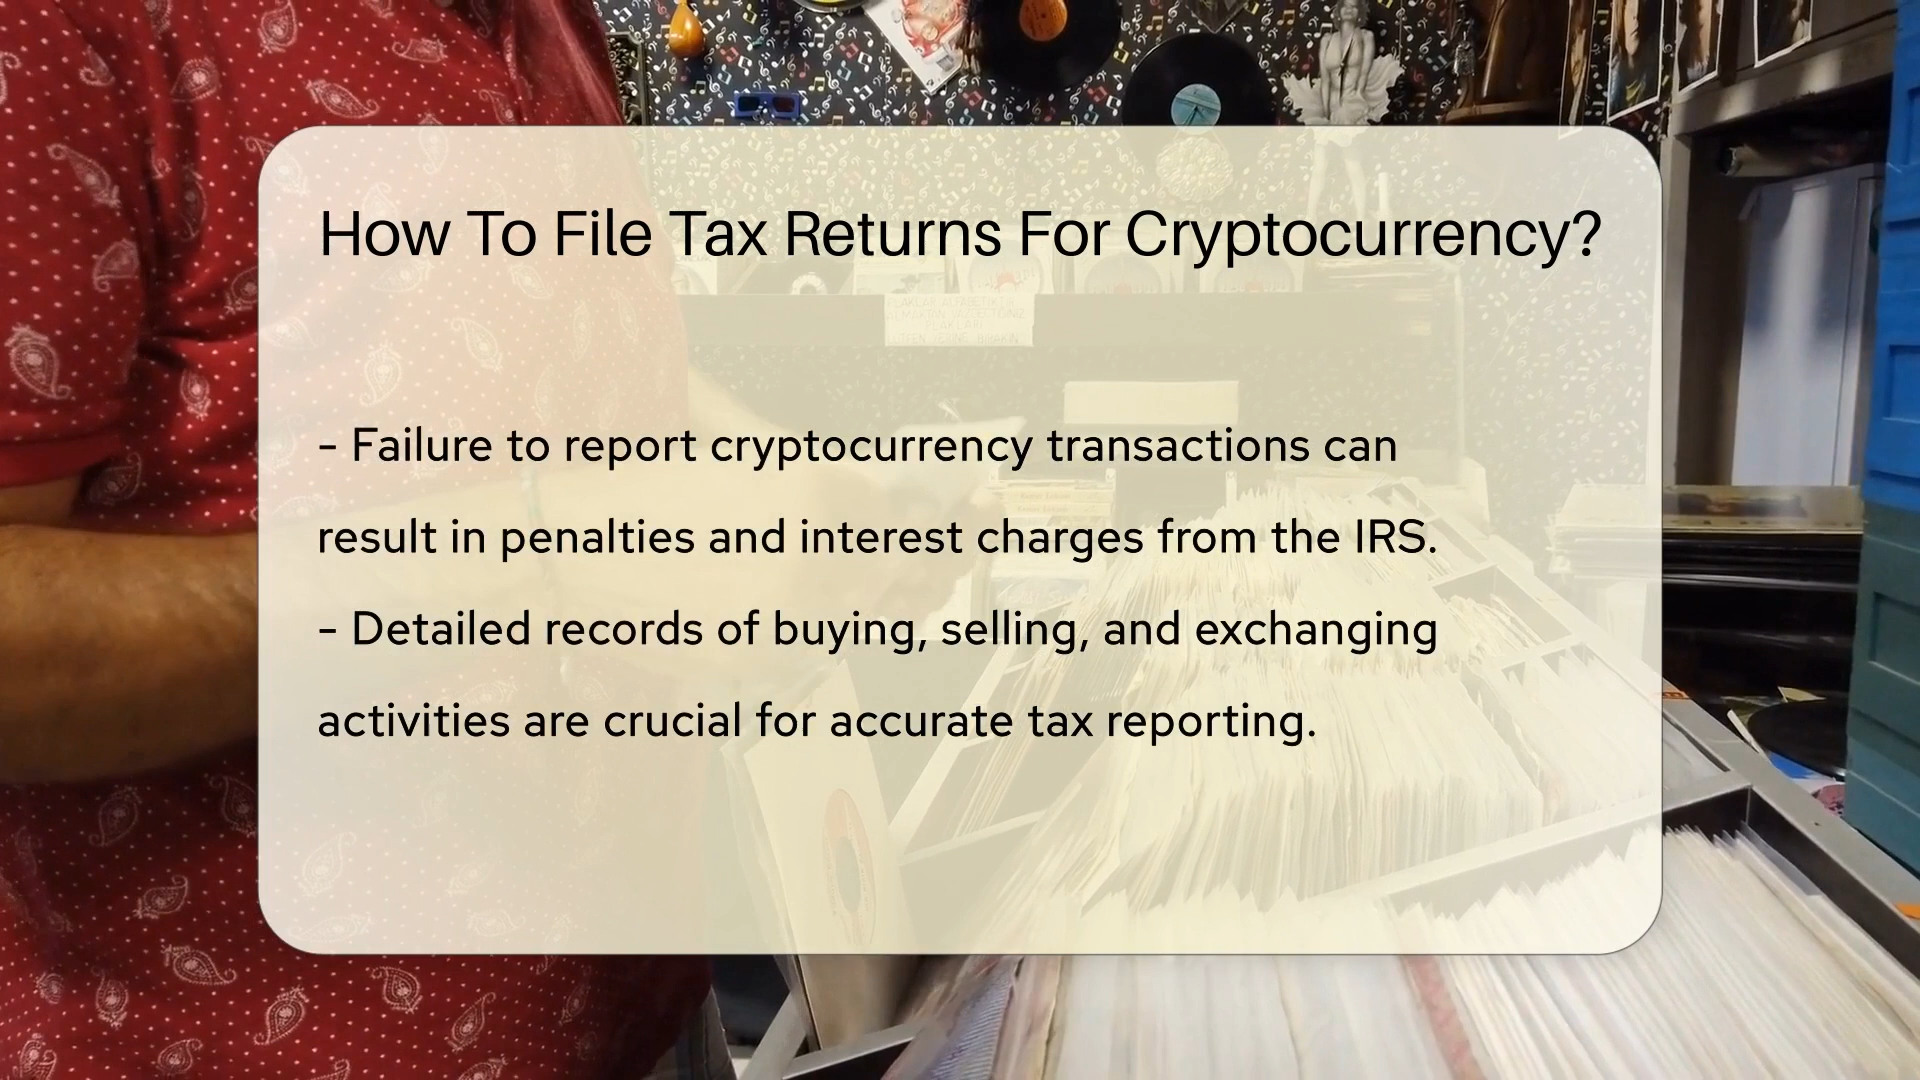 How To File Tax Returns For Cryptocurrency?
PLAKLARI
- Failure to report cryptocurrency transactions can
result in penalties and interest charges from the IRS.
- Detailed records of buying, selling, and exchanging
activities are crucial for accurate tax reporting.